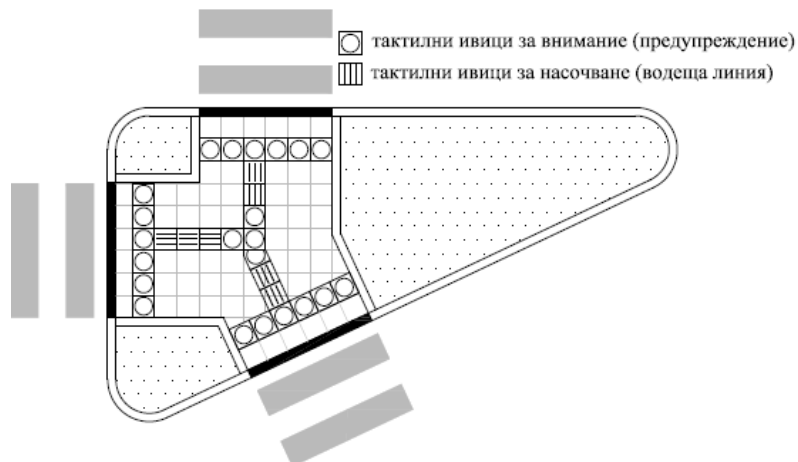 тактилни ивици за внимание (предупреждение)
тактилни ивици за насочване (водеща линия)